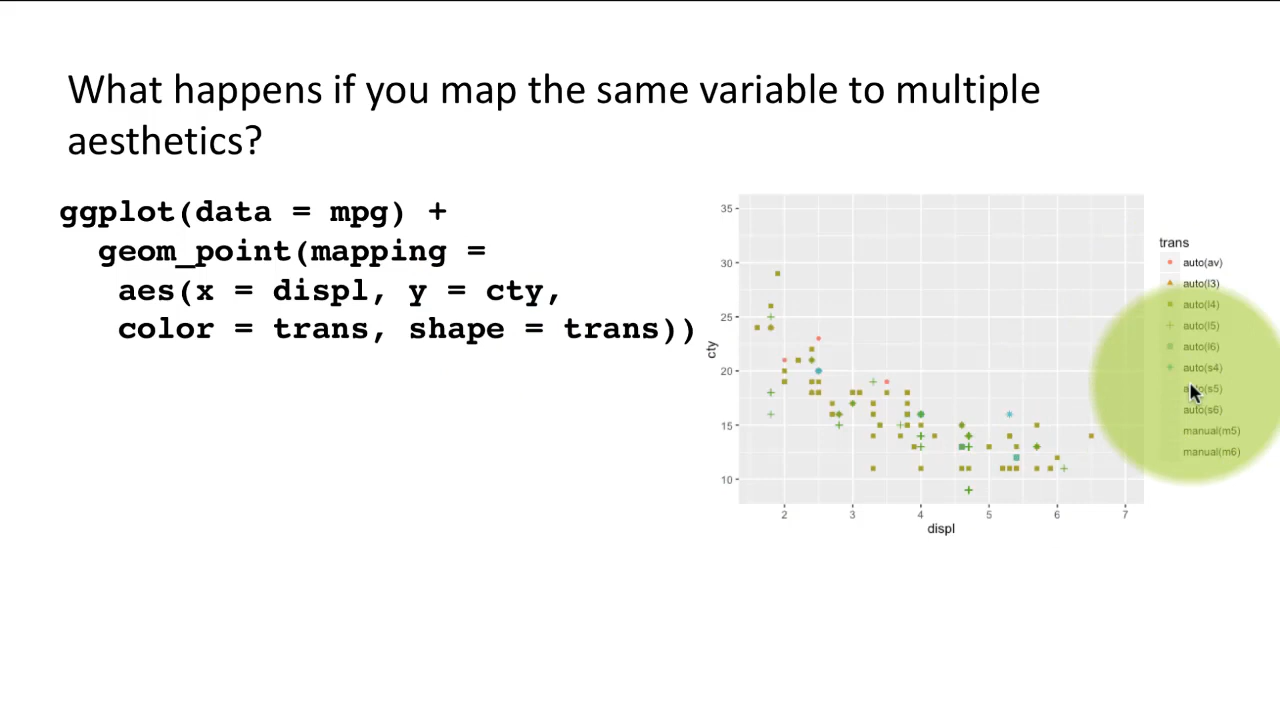 What happens if you map the same variable to multiple
aesthetics?
ggplot(data = mpg) +
geom_point(mapping =
aes(x = displ, y = cty,
color = trans, shape = trans))
35
30
25
20
15
10
cty
2 3 4 5 6 7
displ
trans
auto(av)
auto(l3)
auto(l4)
auto(l5)
auto(l6)
auto(s4)
auto(s5)
auto(s6)
manual(m5)
manual(m6)